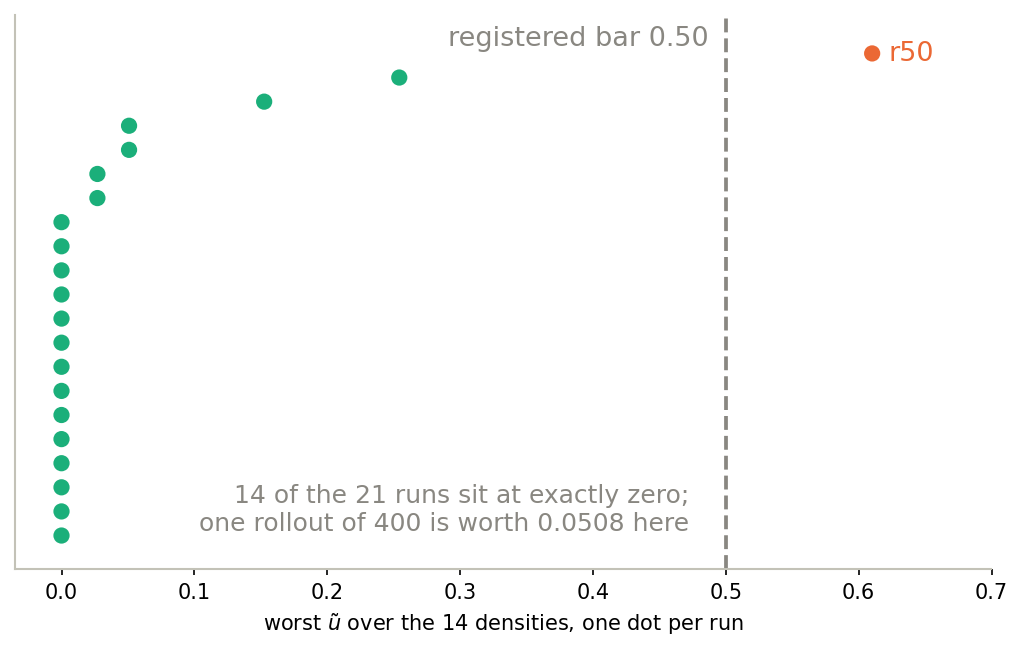 registered bar 0.50
r50
14 of the 21 runs sit at exactly zero;
one rollout of 400 is worth 0.0508 here
0.0 0.1 0.2 0.3 0.4 0.5 0.6 0.7
worst ũ over the 14 densities, one dot per run